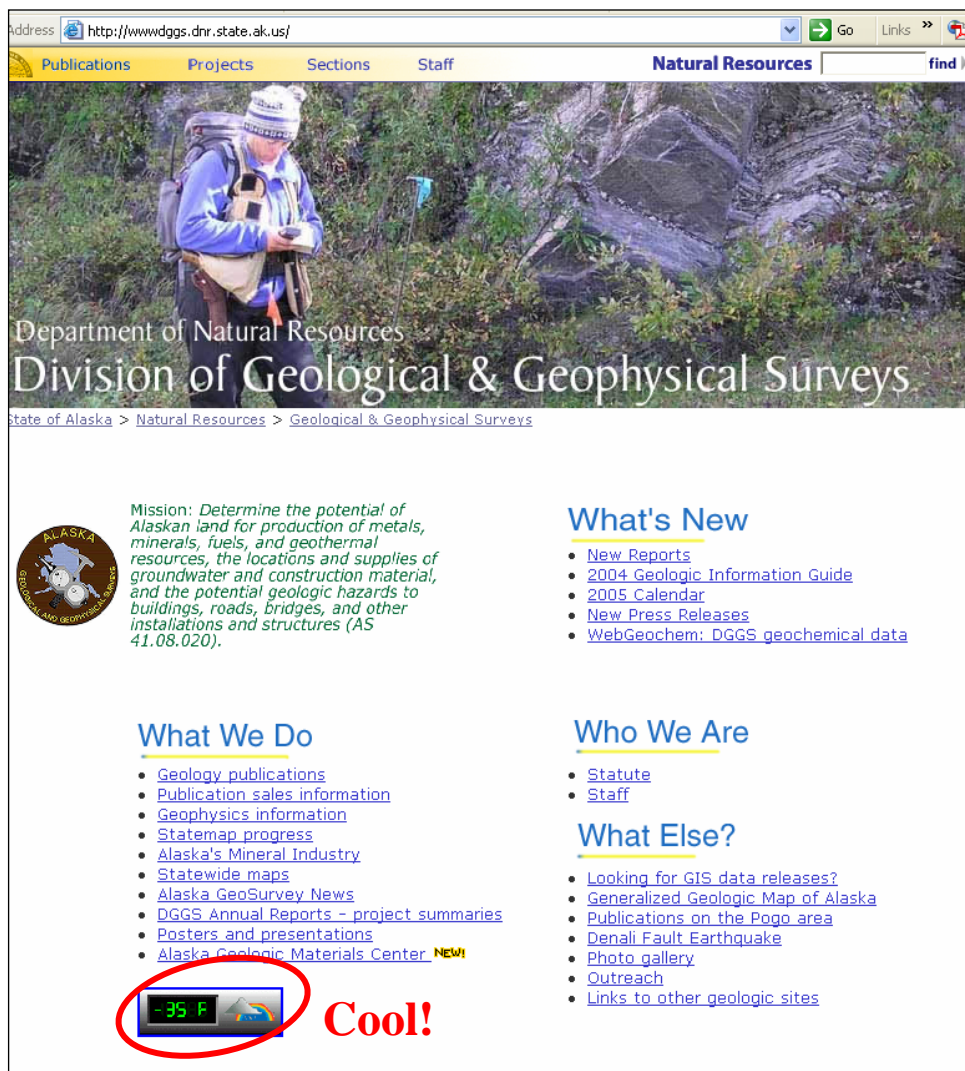 Address http://wwwdggs.dnr.state.ak.us/ Go Links »
Publications Projects Sections Staff Natural Resources find
Department of Natural Resources
Division of Geological & Geophysical Surveys
State of Alaska > Natural Resources > Geological & Geophysical Surveys
ALASKA
GEOLOGICAL AND GEOPHYSICAL SURVEYS
Mission: Determine the potential of
Alaskan land for production of metals,
minerals, fuels, and geothermal
resources, the locations and supplies of
groundwater and construction material,
and the potential geologic hazards to
buildings, roads, bridges, and other
installations and structures (AS
41.08.020).
What's New
New Reports
2004 Geologic Information Guide
2005 Calendar
New Press Releases
WebGeochem: DGGS geochemical data
What We Do
Geology publications
Publication sales information
Geophysics information
Statemap progress
Alaska's Mineral Industry
Statewide maps
Alaska GeoSurvey News
DGGS Annual Reports - project summaries
Posters and presentations
Alaska Geologic Materials Center NEW!
-35 F
Cool!
Who We Are
Statute
Staff
What Else?
Looking for GIS data releases?
Generalized Geologic Map of Alaska
Publications on the Pogo area
Denali Fault Earthquake
Photo gallery
Outreach
Links to other geologic sites